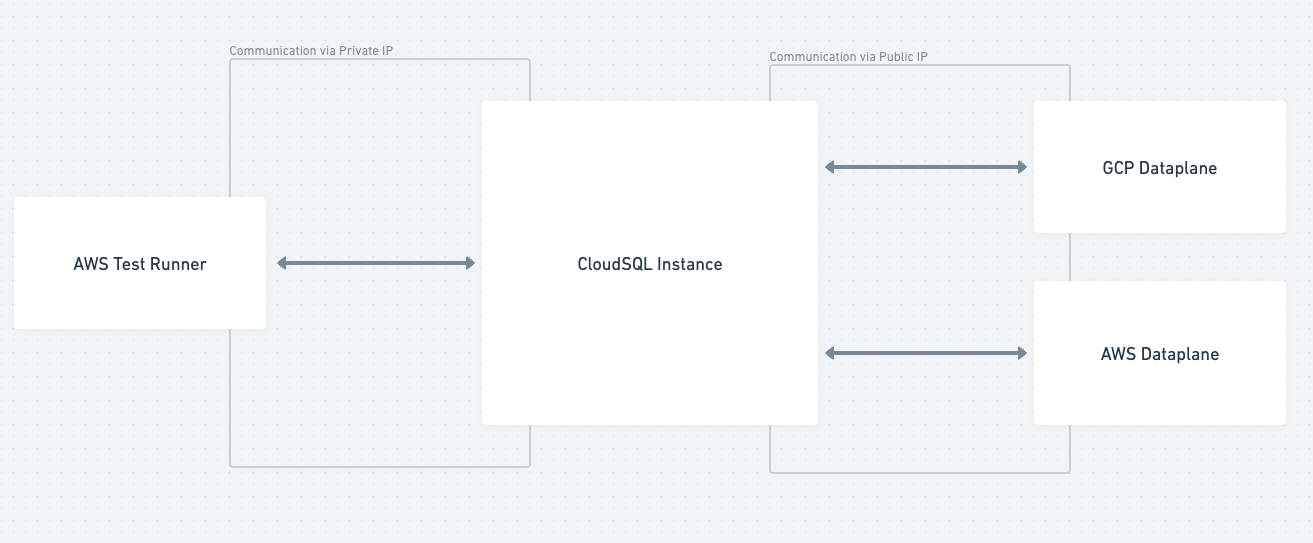 Communication via Private IP
Communication via Public IP
GCP Dataplane
AWS Test Runner
CloudSQL Instance
AWS Dataplane